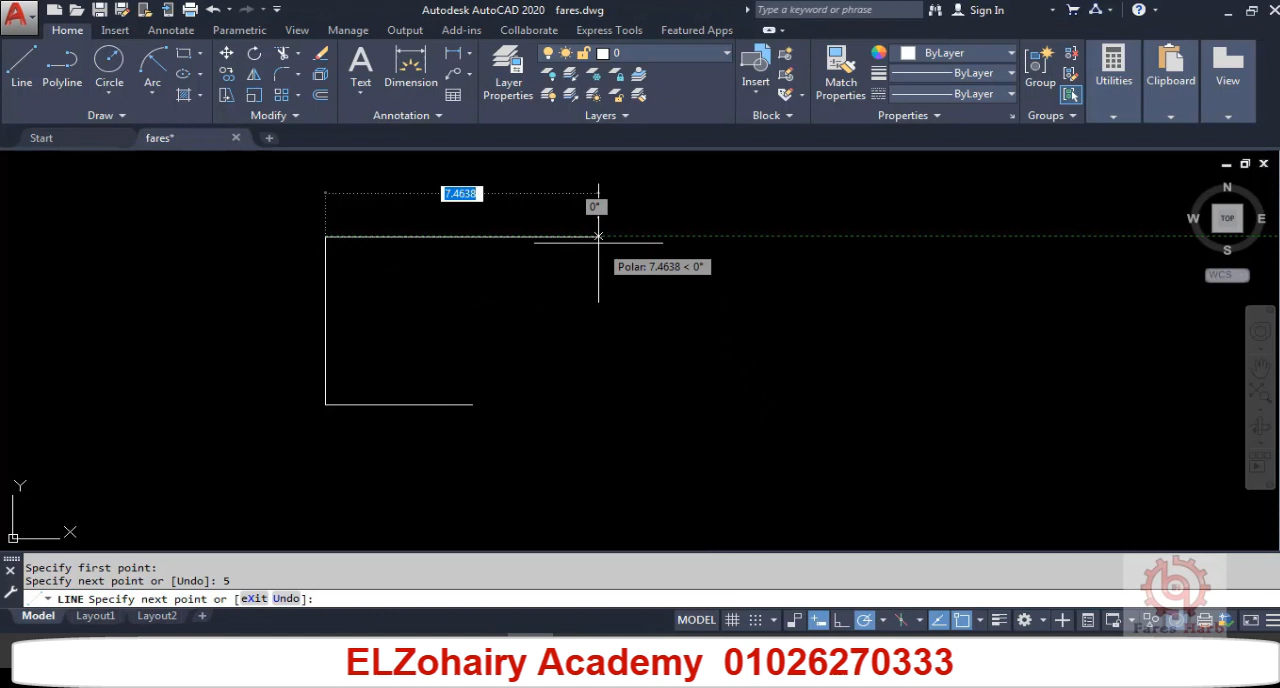 Autodesk AutoCAD 2020 fares.dwg
Type a keyword or phrase
Sign In
Home Insert Annotate Parametric View Manage Output Add-ins Collaborate Express Tools Featured Apps
Line Polyline Circle Arc
Text Dimension
Layer Properties
0
Insert
Match Properties
ByLayer
ByLayer
ByLayer
Group
Utilities Clipboard View
Draw Modify Annotation Layers Block Properties Groups
Start fares*
7.4638
0°
Polar: 7.4638 < 0°
N
W TOP E
S
WCS
Y
X
Specify first point:
Specify next point or [Undo]: 5
LINE Specify next point or [eXit Undo]:
Model Layout1 Layout2 +
MODEL
Fares Harb
ELZohairy Academy 01026270333